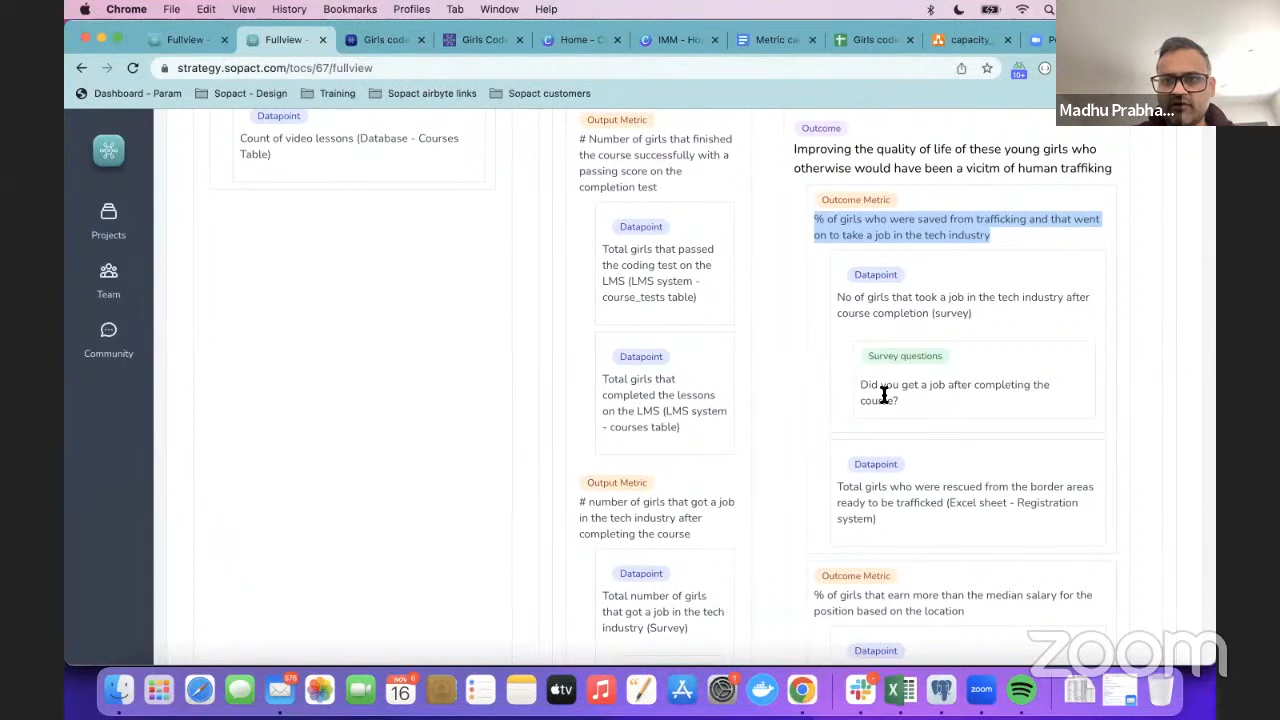 Chrome File Edit View History Bookmarks Profiles Tab Window Help
Fullview - Fullview - Girls code Girls Cod Home - C IMM - Ho Metric ca Girls code capacity_
strategy.sopact.com/tocs/67/fullview
10+
Dashboard - Param Sopact - Design Training Sopact airbyte links Sopact customers
Madhu Prabha...
Projects
Team
Community
Datapoint
Count of video lessons (Database - Courses
Table)
Output Metric
# Number of girls that finished
the course successfully with a
passing score on the
completion test
Datapoint
Total girls that passed
the coding test on the
LMS (LMS system -
course_tests table)
Datapoint
Total girls that
completed the lessons
on the LMS (LMS system
- courses table)
Output Metric
# number of girls that got a job
in the tech industry after
completing the course
Datapoint
Total number of girls
that got a job in the tech
industry (Survey)
Outcome
Improving the quality of life of these young girls who
otherwise would have been a vicitm of human traffiking
Outcome Metric
% of girls who were saved from trafficking and that went
on to take a job in the tech industry
Datapoint
No of girls that took a job in the tech industry after
course completion (survey)
Survey questions
Did you get a job after completing the
course?
Datapoint
Total girls who were rescued from the border areas
ready to be trafficked (Excel sheet - Registration
system)
Outcome Metric
% of girls that earn more than the median salary for the
position based on the location
Datapoint
zoom
576
NOV 6
16
tv
1
zoom